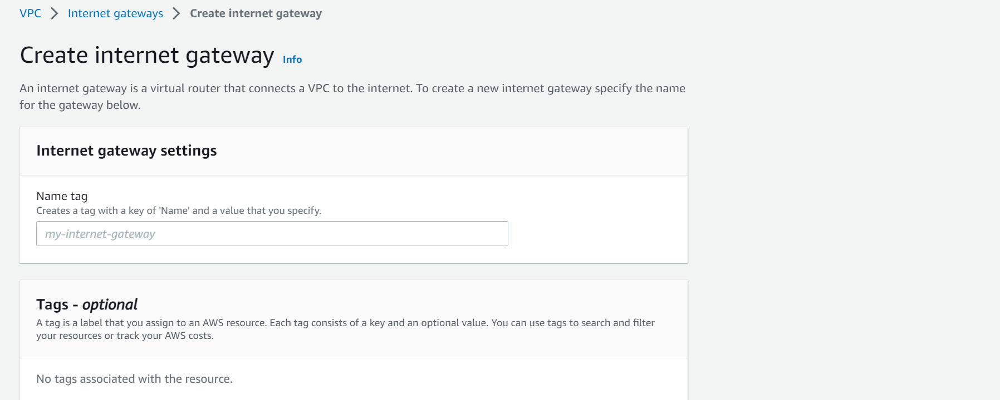 VPC > Internet gateways > Create internet gateway
Create internet gateway Info
An internet gateway is a virtual router that connects a VPC to the internet. To create a new internet gateway specify the name
for the gateway below.
Internet gateway settings
Name tag
Creates a tag with a key of 'Name' and a value that you specify.
my-internet-gateway
Tags - optional
A tag is a label that you assign to an AWS resource. Each tag consists of a key and an optional value. You can use tags to search and filter
your resources or track your AWS costs.
No tags associated with the resource.